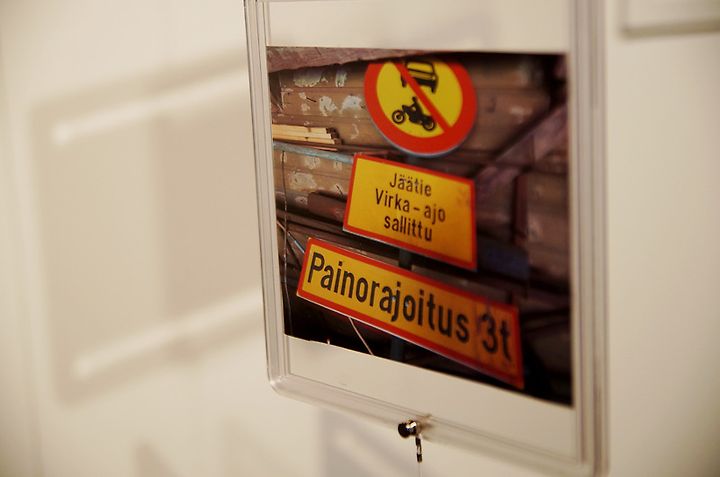 Jäätie
Virka-ajo
sallittu
Painorajoitus 3t